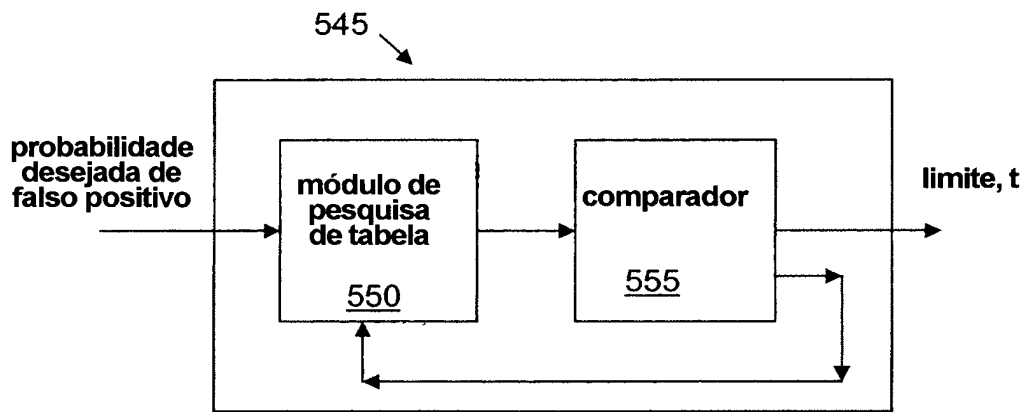 545
probabilidade
desejada de
falso positivo
módulo de
pesquisa
de tabela
550
comparador
555
limite, t